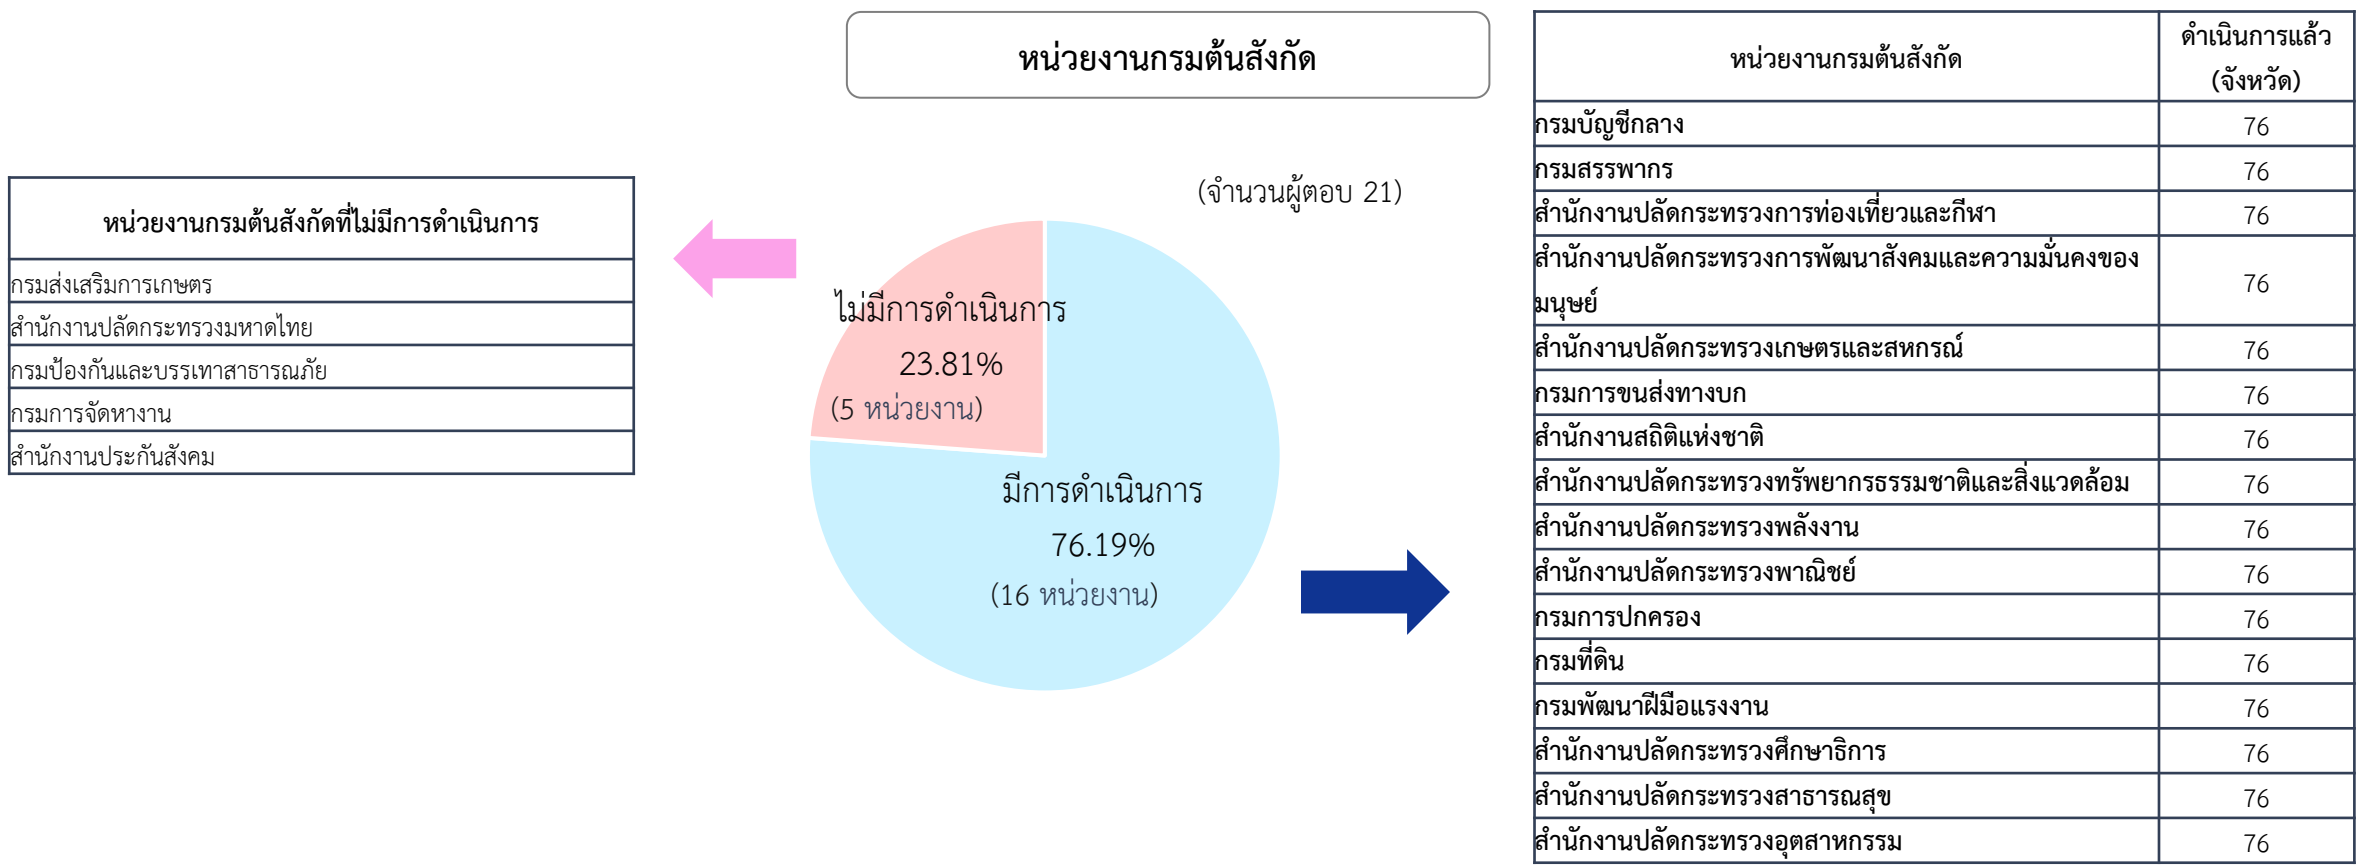 หน่วยงานกรมต้นสังกัด
(จำนวนผู้ตอบ 21)
หน่วยงานกรมต้นสังกัดที่ไม่มีการดำเนินการ
กรมส่งเสริมการเกษตร
สำนักงานปลัดกระทรวงมหาดไทย
กรมป้องกันและบรรเทาสาธารณภัย
กรมการจัดหางาน
สำนักงานประกันสังคม
ไม่มีการดำเนินการ
23.81%
(5 หน่วยงาน)
มีการดำเนินการ
76.19%
(16 หน่วยงาน)
หน่วยงานกรมต้นสังกัด
ดำเนินการแล้ว
(จังหวัด)
กรมบัญชีกลาง 76
กรมสรรพากร 76
สำนักงานปลัดกระทรวงการท่องเที่ยวและกีฬา 76
สำนักงานปลัดกระทรวงการพัฒนาสังคมและความมั่นคงของ
มนุษย์ 76
สำนักงานปลัดกระทรวงเกษตรและสหกรณ์ 76
กรมการขนส่งทางบก 76
สำนักงานสถิติแห่งชาติ 76
สำนักงานปลัดกระทรวงทรัพยากรธรรมชาติและสิ่งแวดล้อม 76
สำนักงานปลัดกระทรวงพลังงาน 76
สำนักงานปลัดกระทรวงพาณิชย์ 76
กรมการปกครอง 76
กรมที่ดิน 76
กรมพัฒนาฝีมือแรงงาน 76
สำนักงานปลัดกระทรวงศึกษาธิการ 76
สำนักงานปลัดกระทรวงสาธารณสุข 76
สำนักงานปลัดกระทรวงอุตสาหกรรม 76